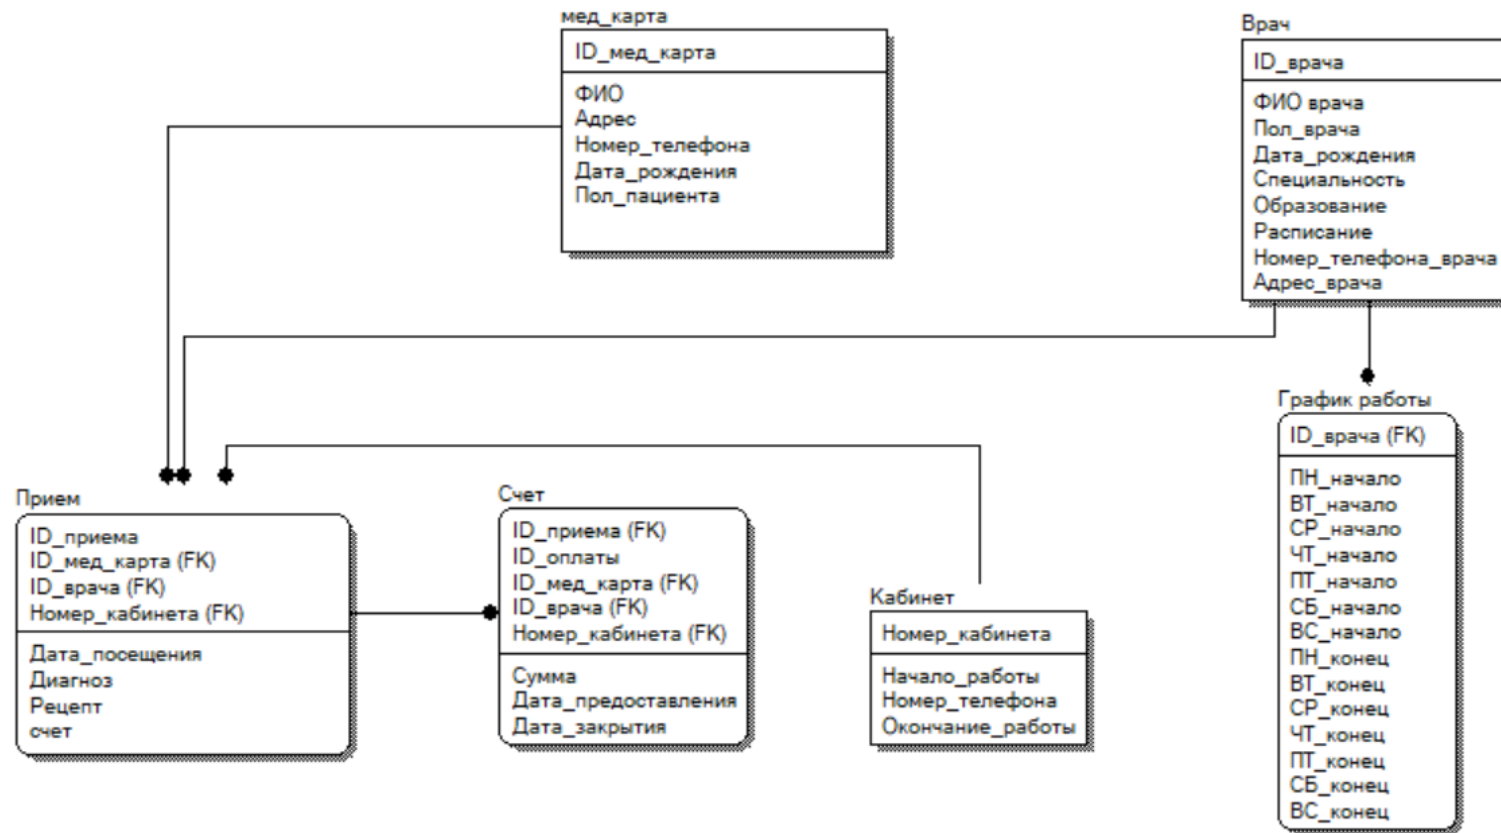 мед_карта
ID_мед_карта
ФИО
Адрес
Номер_телефона
Дата_рождения
Пол_пациента
Врач
ID_врача
ФИО врача
Пол_врача
Дата_рождения
Специальность
Образование
Расписание
Номер_телефона_врача
Адрес_врача
График работы
ID_врача (FK)
ПН_начало
ВТ_начало
СР_начало
ЧТ_начало
ПТ_начало
СБ_начало
ВС_начало
ПН_конец
ВТ_конец
СР_конец
ЧТ_конец
ПТ_конец
СБ_конец
ВС_конец
Прием
ID_приема
ID_мед_карта (FK)
ID_врача (FK)
Номер_кабинета (FK)
Дата_посещения
Диагноз
Рецепт
счет
Счет
ID_приема (FK)
ID_оплаты
ID_мед_карта (FK)
ID_врача (FK)
Номер_кабинета (FK)
Сумма
Дата_предоставления
Дата_закрытия
Кабинет
Номер_кабинета
Начало_работы
Номер_телефона
Окончание_работы